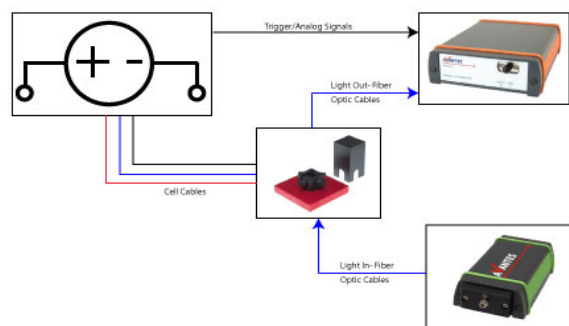 Trigger/Analog Signals
AVANTES
Light Out- Fiber
Optic Cables
Cell Cables
Light In- Fiber
Optic Cables
AVANTES